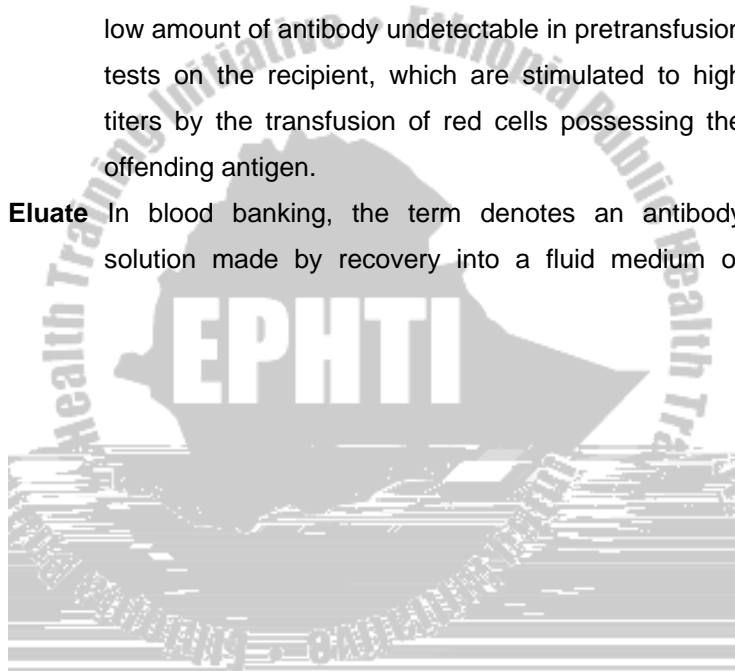 low amount of antibody undetectable in pretransfusion
tests on the recipient, which are stimulated to high
titers by the transfusion of red cells possessing the
offending antigen.
Eluate In blood banking, the term denotes an antibody
solution made by recovery into a fluid medium
EPHTI